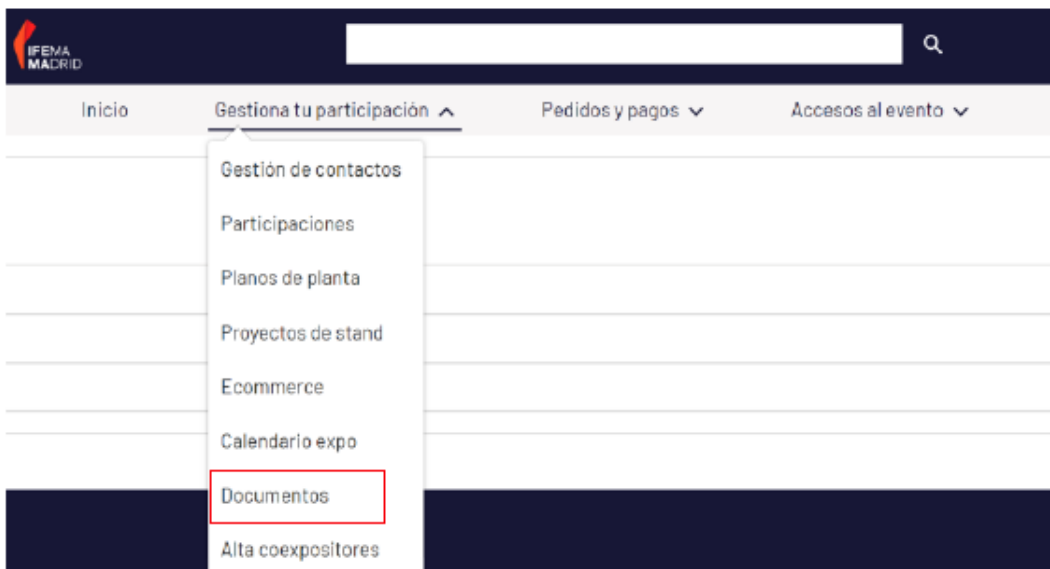 IFEMA
MADRID
Inicio
Gestiona tu participación
Pedidos y pagos
Accesos al evento
Gestión de contactos
Participaciones
Planos de planta
Proyectos de stand
Ecommerce
Calendario expo
Documentos
Alta coexpositores